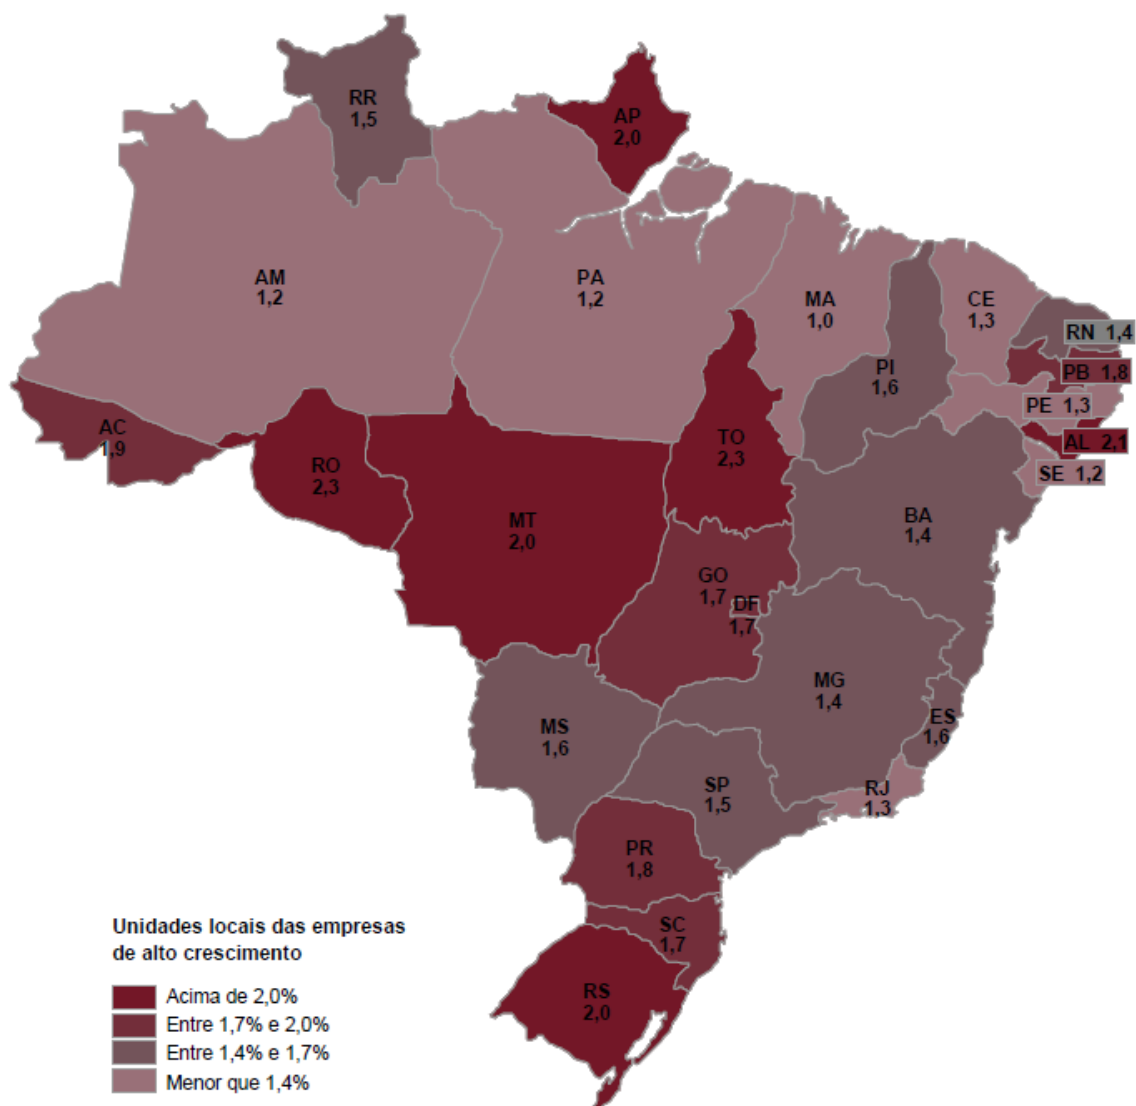 RR
1,5
AP
2,0
AM
1,2
PA
1,2
MA
1,0
CE
1,3
RN 1,4
PI
1,6
PB 1,8
PE 1,3
AC
1,9
RO
2,3
TO
2,3
AL 2,1
SE 1,2
MT
2,0
BA
1,4
GO
1,7
DF
1,7
MG
1,4
MS
1,6
ES
1,6
SP
1,5
RJ
1,3
PR
1,8
SC
1,7
RS
2,0
Unidades locais das empresas
de alto crescimento
Acima de 2,0%
Entre 1,7% e 2,0%
Entre 1,4% e 1,7%
Menor que 1,4%